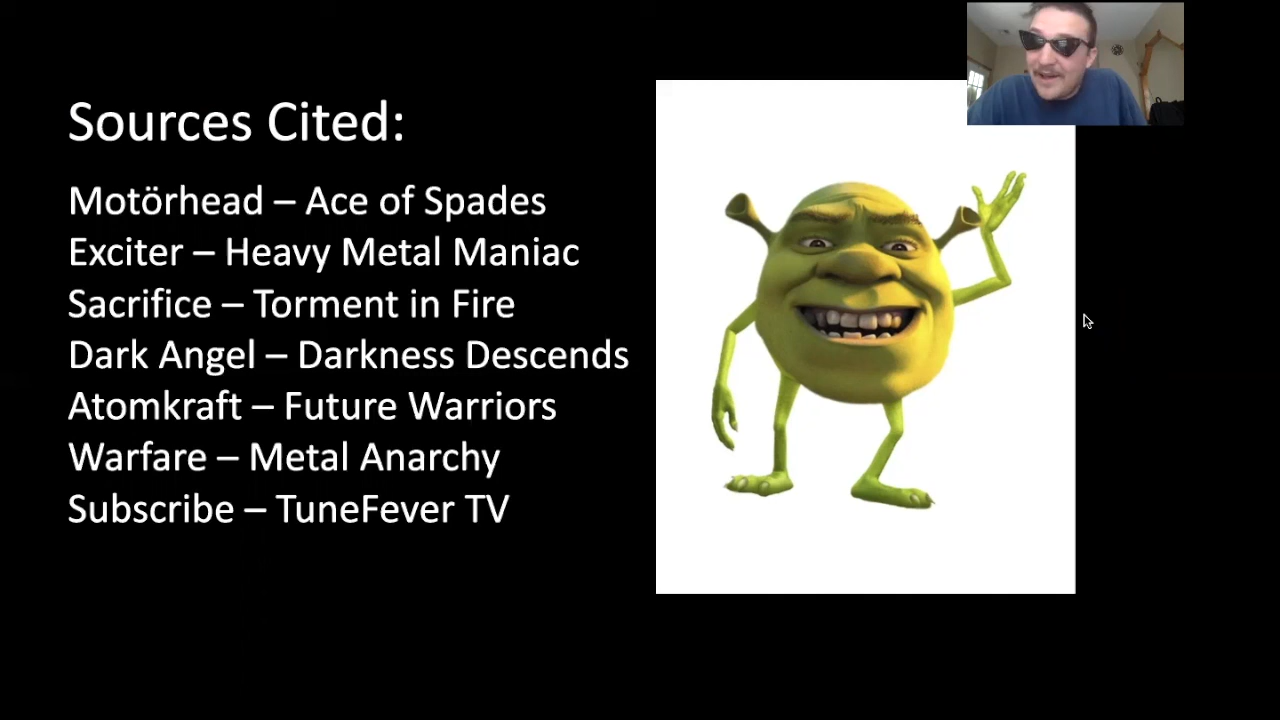 Sources Cited:
Motörhead – Ace of Spades
Exciter – Heavy Metal Maniac
Sacrifice – Torment in Fire
Dark Angel – Darkness Descends
Atomkraft – Future Warriors
Warfare – Metal Anarchy
Subscribe – TuneFever TV